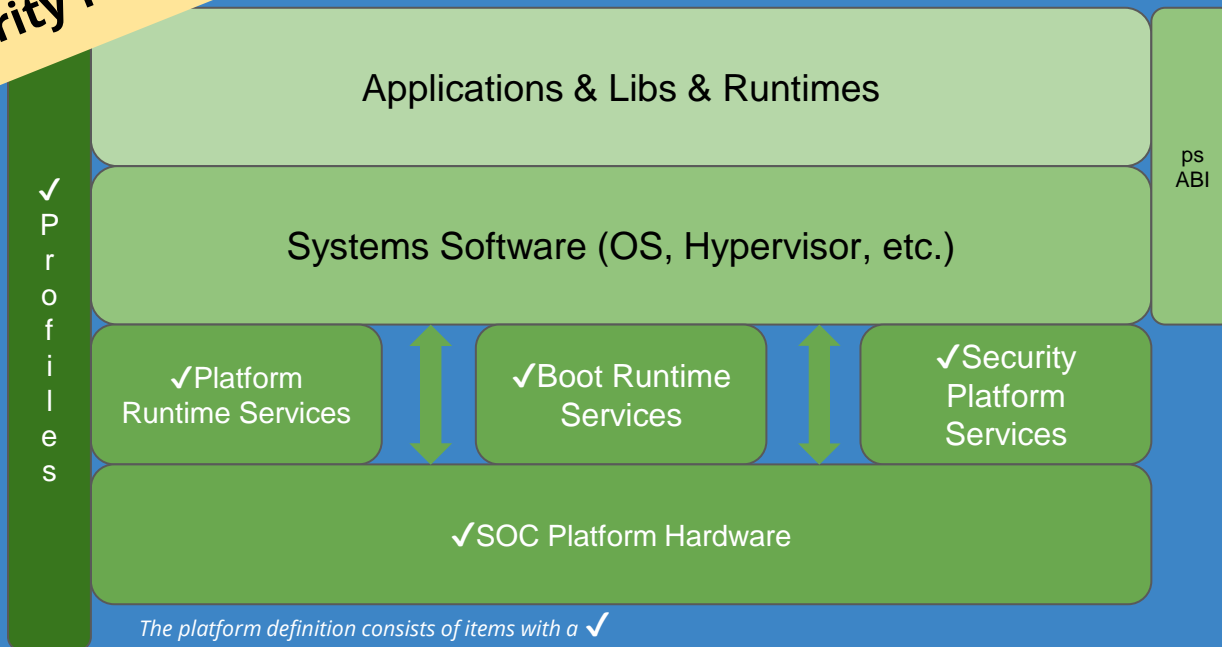 Applications & Libs & Runtimes
ps
ABI
✓
P
r
o
f
i
l
e
s
Systems Software (OS, Hypervisor, etc.)
✓Platform
Runtime Services
✓Boot Runtime
Services
✓Security
Platform
Services
✓SOC Platform Hardware
The platform definition consists of items with a ✓